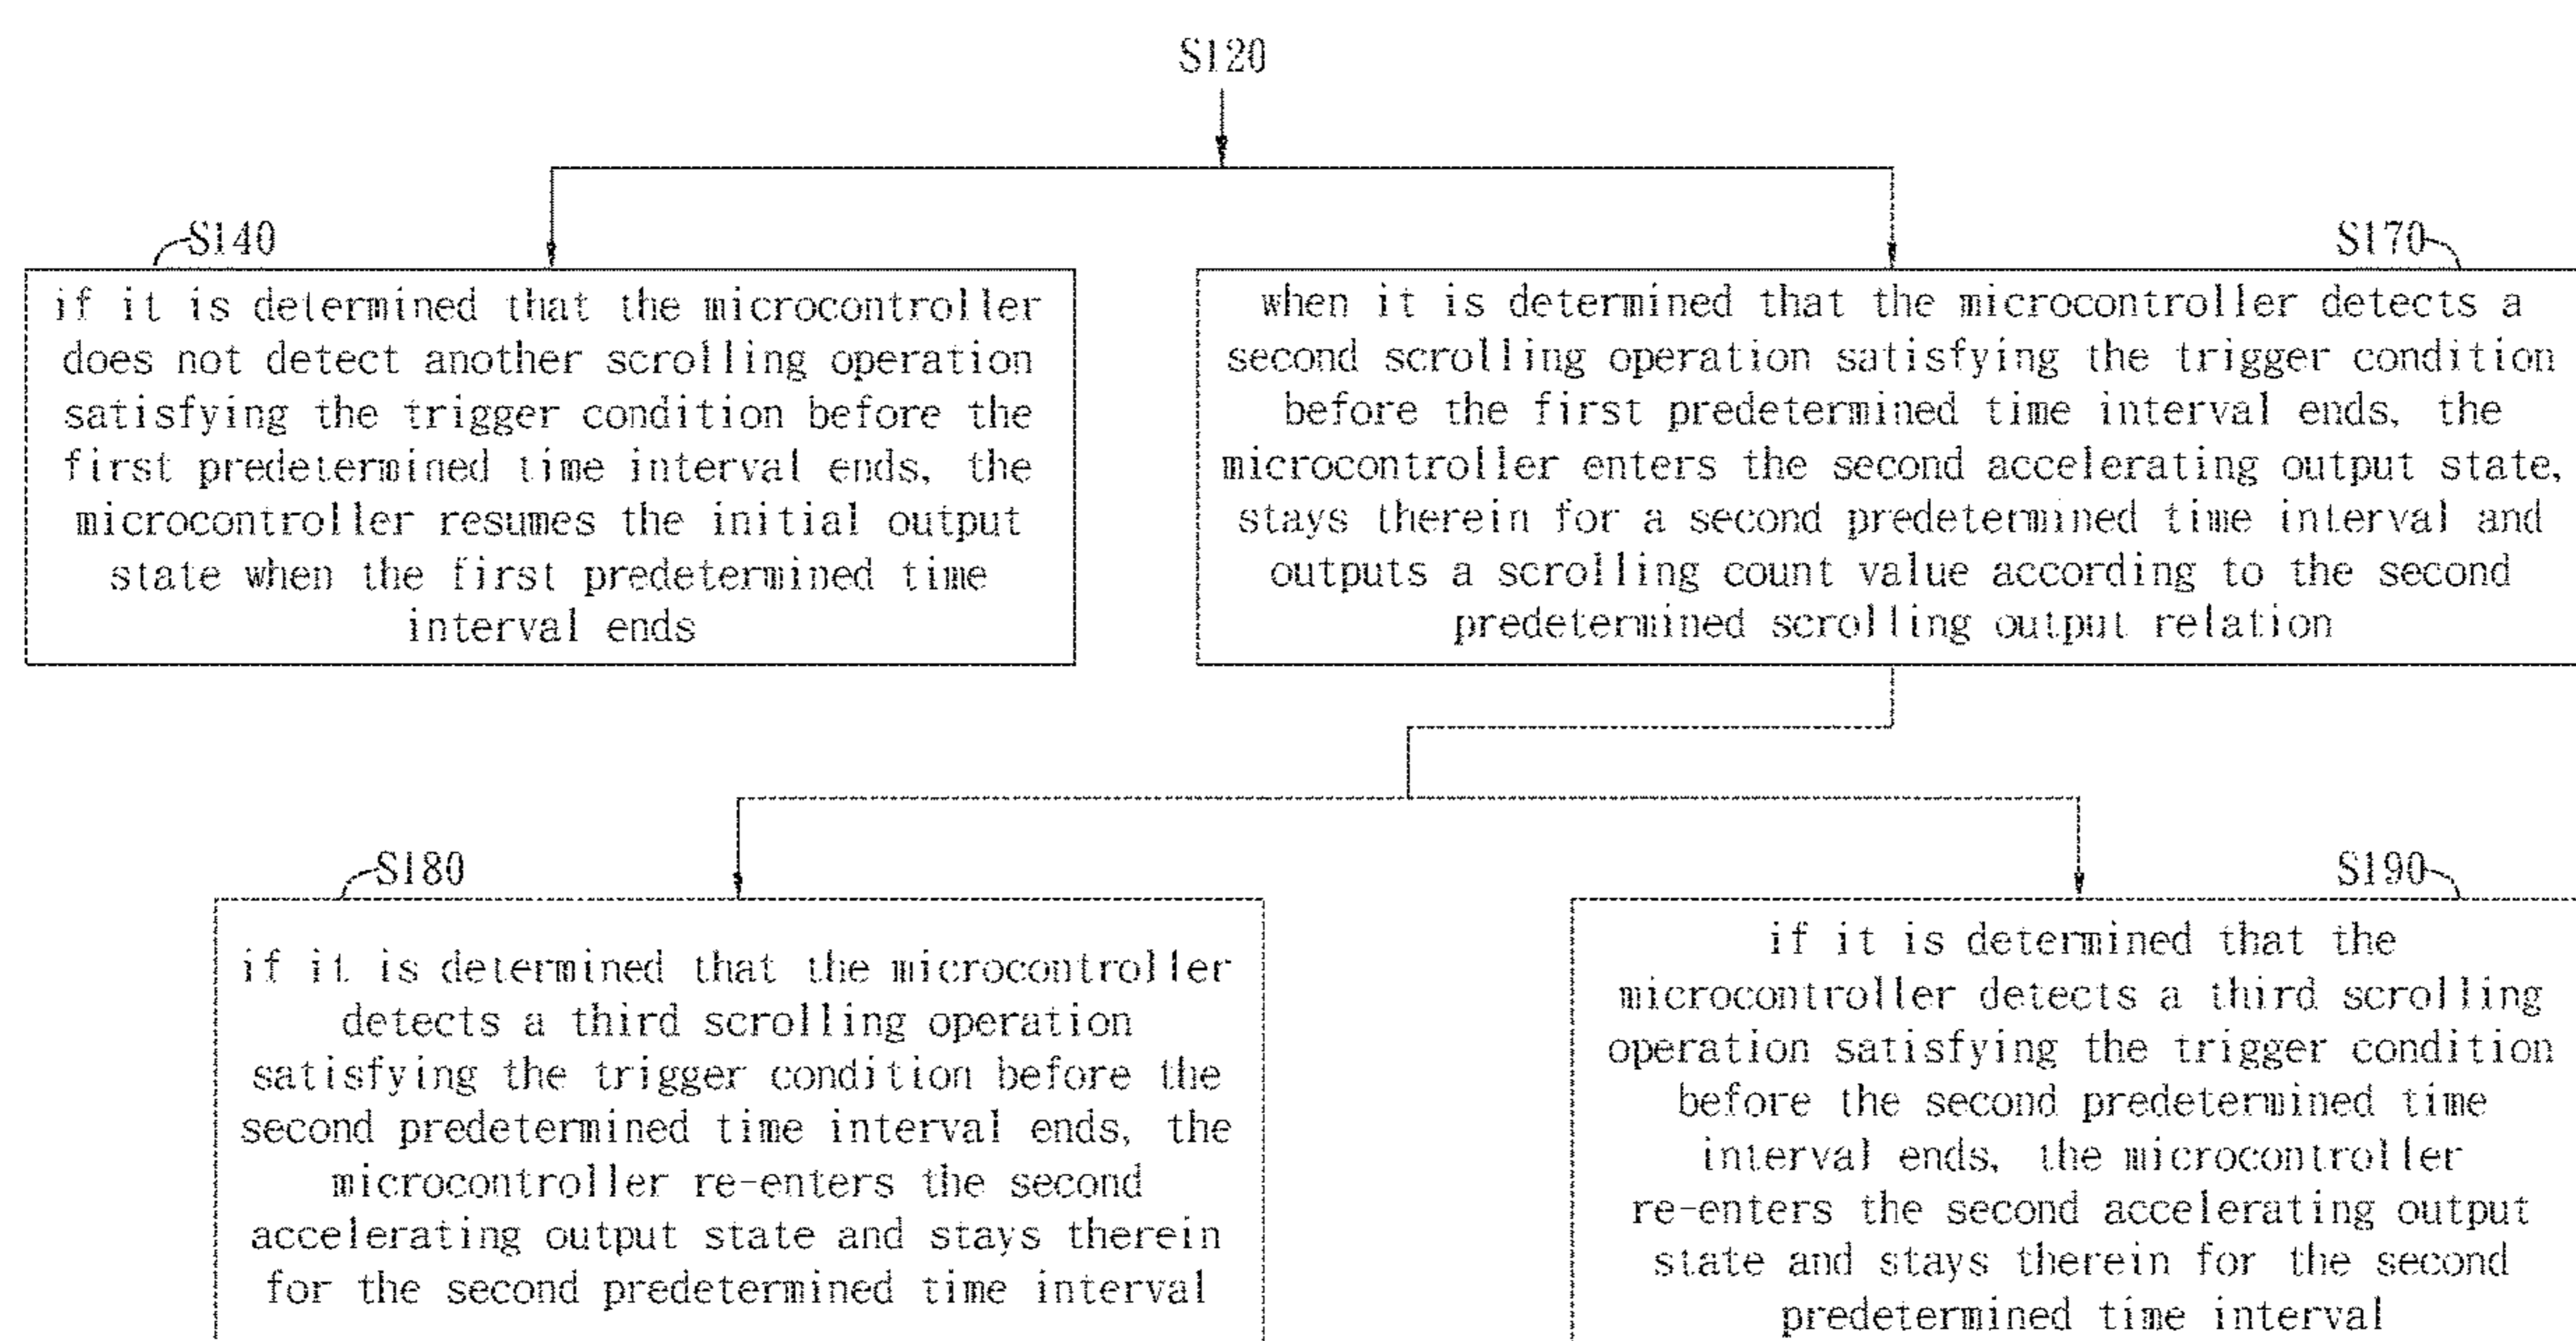 S120
S140
if it is determined that the microcontroller
does not detect another scrolling operation
satisfying the trigger condition before the
first predetermined time interval ends, the
microcontroller resumes the initial output
state when the first predetermined time
interval ends
S170
when it is determined that the microcontroller detects a
second scrolling operation satisfying the trigger condition
before the first predetermined time interval ends, the
microcontroller enters the second accelerating output state,
stays therein for a second predetermined time interval and
outputs a scrolling count value according to the second
predetermined scrolling output relation
S180
if it is determined that the microcontroller
detects a third scrolling operation
satisfying the trigger condition before the
second predetermined time interval ends, the
microcontroller re-enters the second
accelerating output state and stays therein
for the second predetermined time interval
S190
if it is determined that the
microcontroller detects a third scrolling
operation satisfying the trigger condition
before the second predetermined time
interval ends, the microcontroller
re-enters the second accelerating output
state and stays therein for the second
predetermined time interval